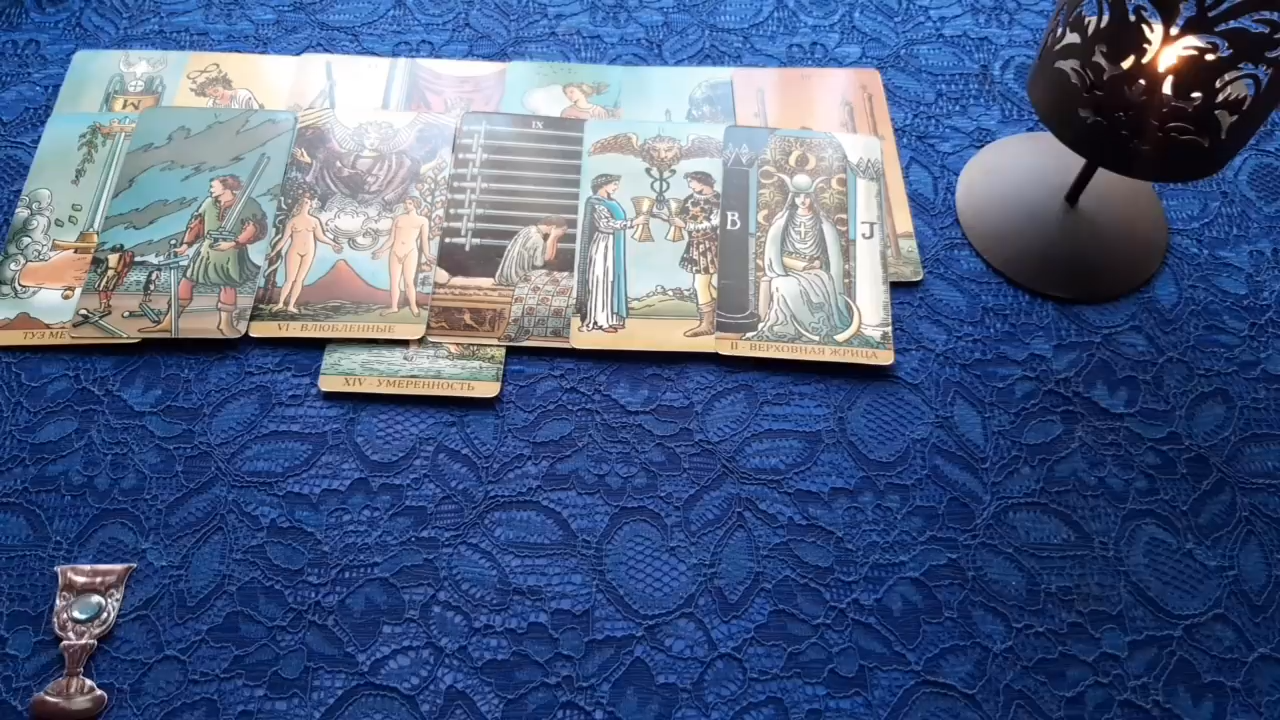 IX
B
J
ТУЗ МЕ
VI - ВЛЮБЛЕННЫЕ
II - ВЕРХОВНАЯ ЖРИЦА
XIV - УМЕРЕННОСТЬ